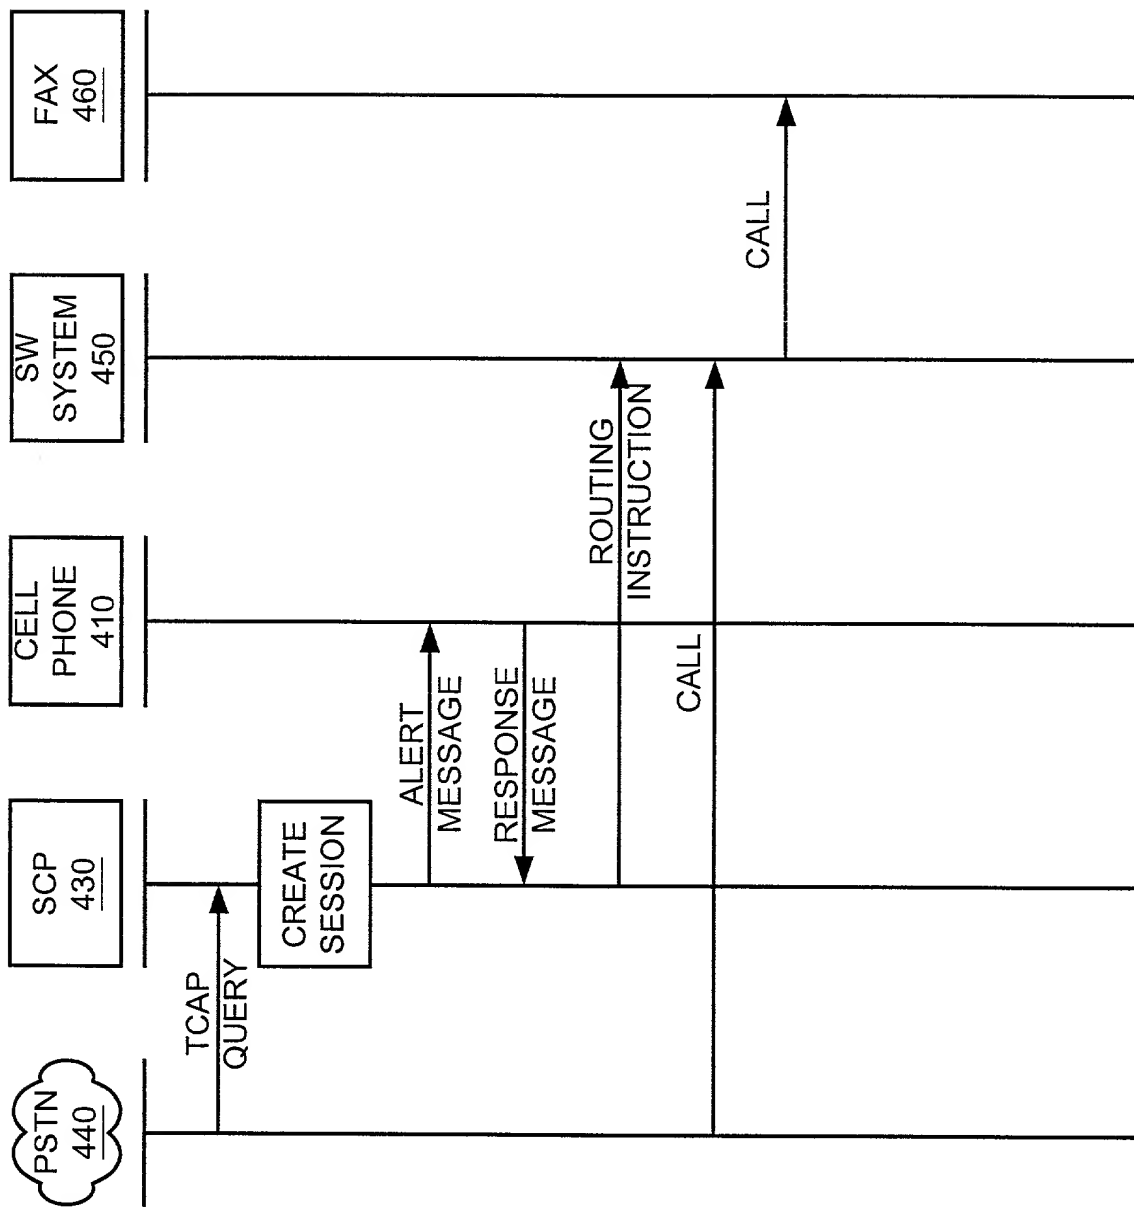 PSTN
440
SCP
430
CELL
PHONE
410
SW
SYSTEM
450
FAX
460
TCAP
QUERY
CREATE
SESSION
ALERT
MESSAGE
RESPONSE
MESSAGE
ROUTING
INSTRUCTION
CALL
CALL